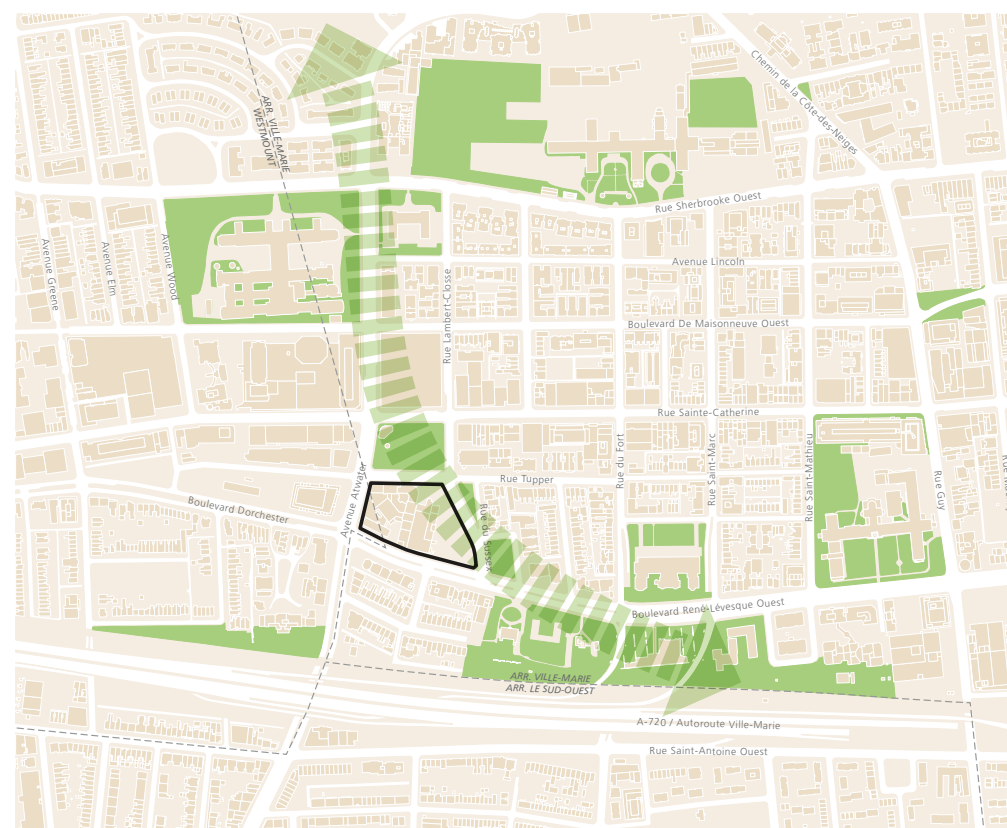 Chemin de la Côte-des-Neiges
ARR. VILLE-MARIE
WESTMOUNT
Rue Sherbrooke Ouest
Avenue Greene
Avenue Elm
Avenue Wood
Avenue Lincoln
Rue Lambert-Closse
Boulevard De Maisonneuve Ouest
Rue Sainte-Catherine
Rue du Fort
Rue Saint-Marc
Rue Saint-Mathieu
Rue Guy
Avenue Atwater
Rue Tupper
Boulevard Dorchester
Rue du Sussex
Boulevard René-Lévesque Ouest
ARR. VILLE-MARIE
ARR. LE SUD-OUEST
A-720 / Autoroute Ville-Marie
Rue Saint-Antoine Ouest